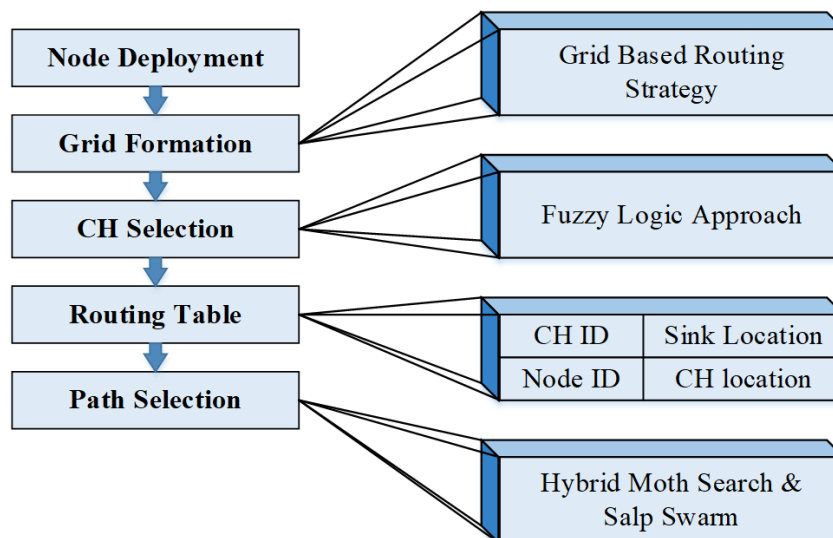 Node Deployment
Grid Formation
CH Selection
Routing Table
Path Selection
Grid Based Routing
Strategy
Fuzzy Logic Approach
CH ID
Sink Location
Node ID
CH location
Hybrid Moth Search &
Salp Swarm